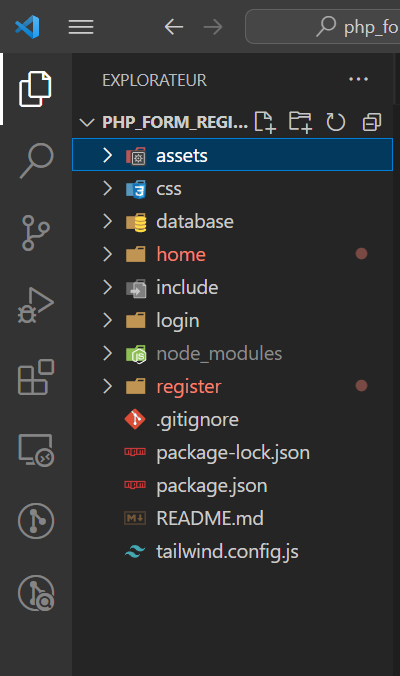 php_fo
EXPLORATEUR
PHP_FORM_REGI...
assets
css
database
home
include
login
node_modules
register
.gitignore
package-lock.json
package.json
README.md
tailwind.config.js